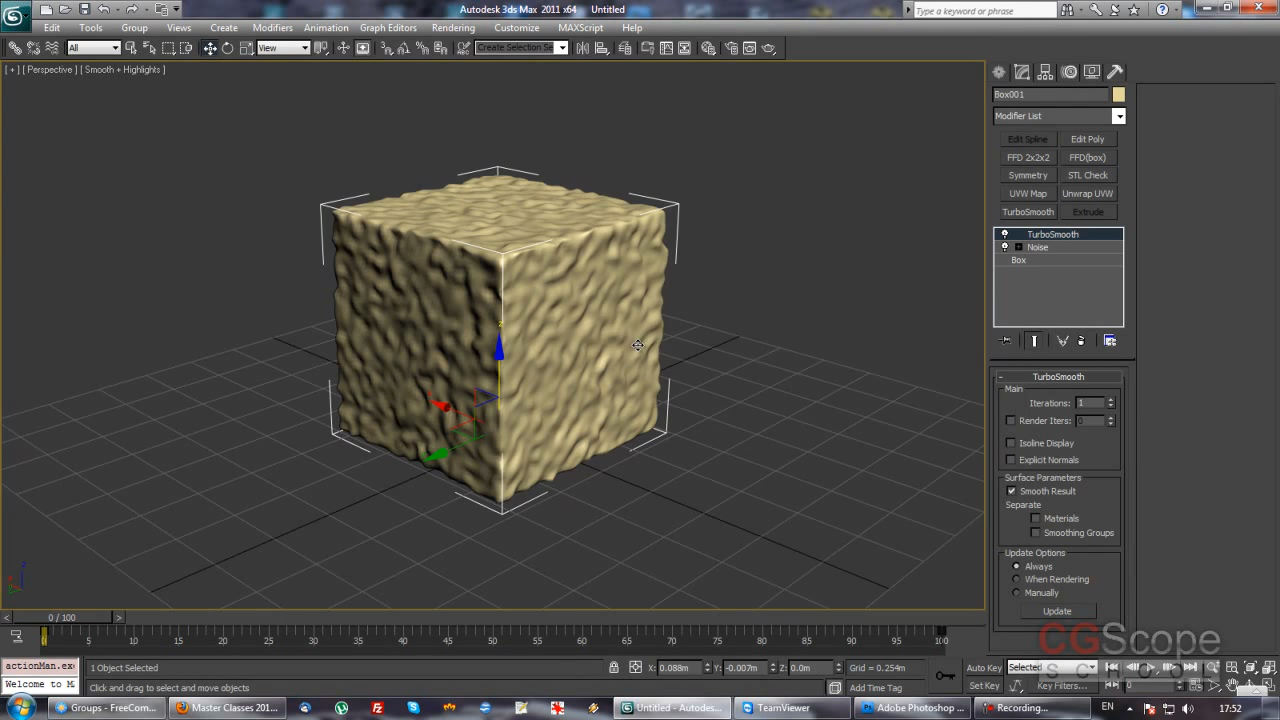 Autodesk 3ds Max 2011 x64 Untitled
Type a keyword or phrase
Edit Tools Group Views Create Modifiers Animation Graph Editors Rendering Customize MAXScript Help
All View Create Selection Se
[ + ] [ Perspective ] [ Smooth + Highlights ]
Box001
Modifier List
Edit Spline Edit Poly
FFD 2x2x2 FFD(box)
Symmetry STL Check
UVW Map Unwrap UVW
TurboSmooth Extrude
TurboSmooth
Noise
Box
TurboSmooth
Main
Iterations: 1
Render Iters: 0
Isoline Display
Explicit Normals
Surface Parameters
Smooth Result
Separate
Materials
Smoothing Groups
Update Options
Always
When Rendering
Manually
Update
z
z
0 / 100
0 5 10 15 20 25 30 35 40 45 50 55 60 65 70 75 80 85 90 95 100
CGScope
SCHOOL
actionMan.ex 1 Object Selected X: 0.088m Y: -0.007m Z: 0.0m Grid = 0.254m Auto Key Selected
Welcome to M Click and drag to select and move objects Add Time Tag Set Key Key Filters... 0
Groups - FreeCom... Master Classes 201... Untitled - Autodes... TeamViewer Adobe Photoshop ... Recording... EN 17:52